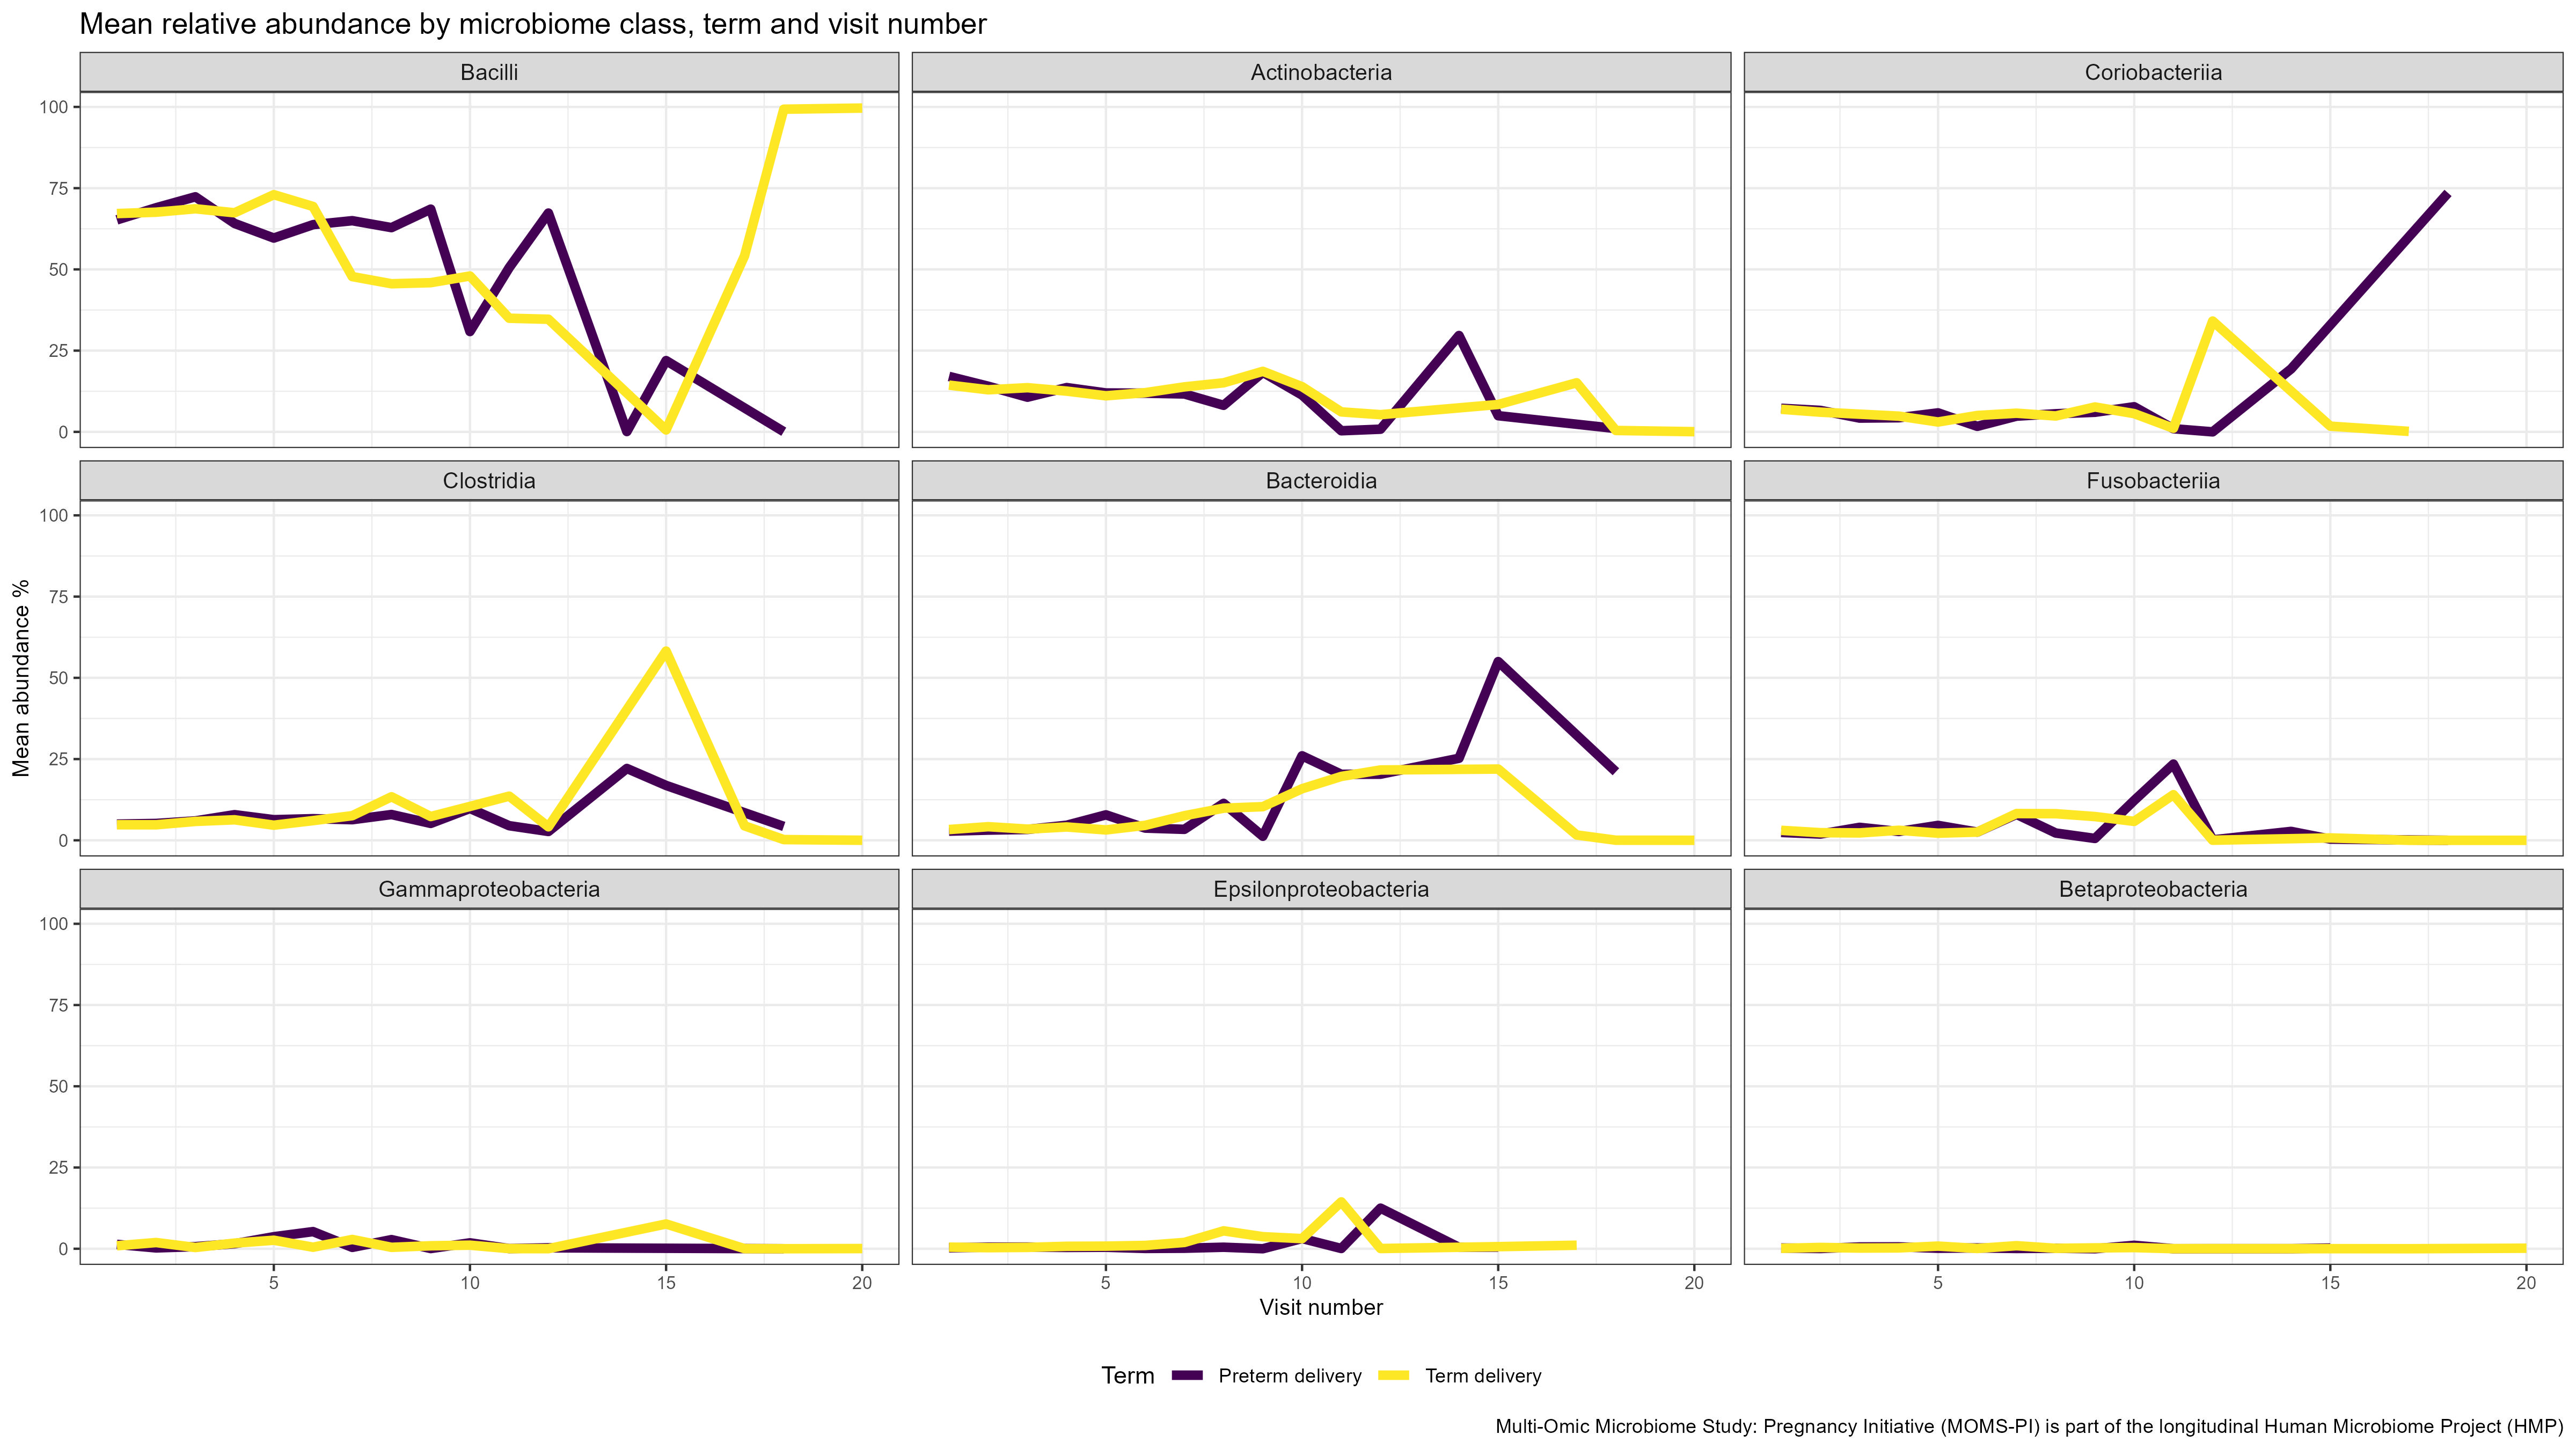 Mean relative abundance by microbiome class, term and visit number
Bacilli
Actinobacteria
Coriobacteriia
100
75
50
25
0
Clostridia
Bacteroidia
Fusobacteriia
100
75
50
25
0
Mean abundance %
Gammaproteobacteria
Epsilonproteobacteria
Betaproteobacteria
100
75
50
25
0
5 10 15 20
5 10 15 20
5 10 15 20
Visit number
Term Preterm delivery Term delivery
Multi-Omic Microbiome Study: Pregnancy Initiative (MOMS-PI) is part of the longitudinal Human Microbiome Project (HMP)